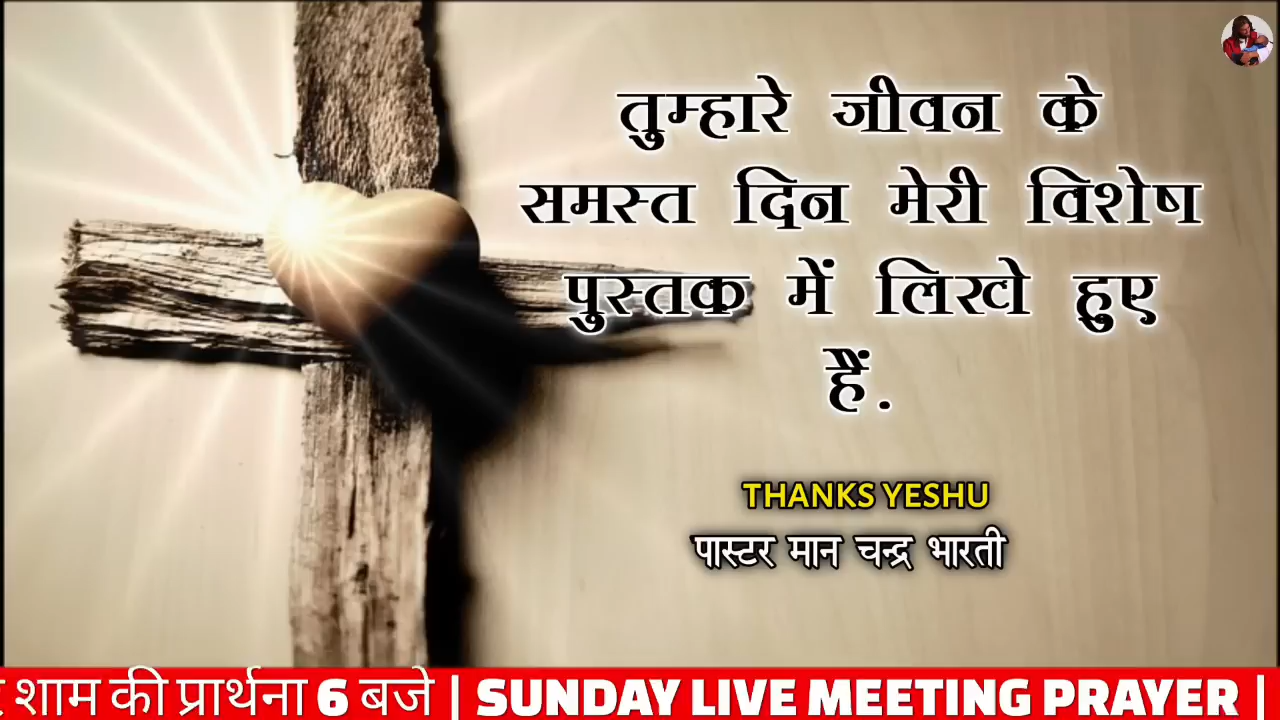 तुम्हारे जीवन के
समस्त दिन मेरी विशेष
पुस्तक में लिखे हुए
हैं.
THANKS YESHU
पास्टर मान चन्द्र भारती
शाम की प्रार्थना 6 बजे | SUNDAY LIVE MEETING PRAYER |